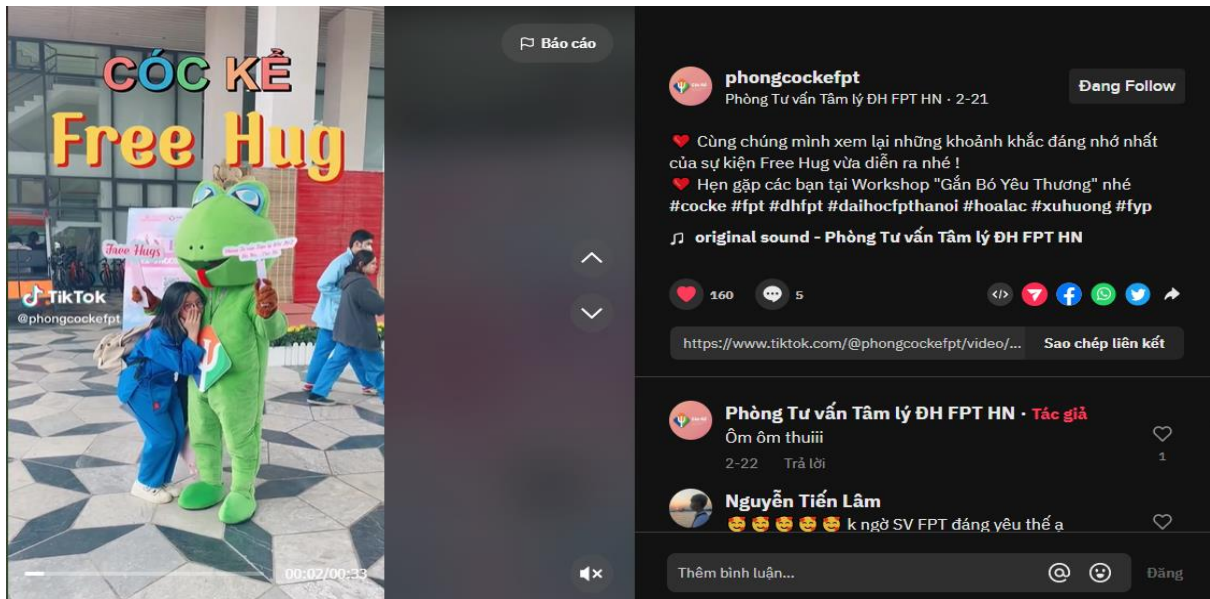 CÓC KỂ
Free Hug
Free Hugs
TikTok
@phongcockefpt
00:02/00:33
Báo cáo
phongcockefpt
Phòng Tư vấn Tâm lý ĐH FPT HN · 2-21
Đang Follow
❤️ Cùng chúng mình xem lại những khoảnh khắc đáng nhớ nhất
của sự kiện Free Hug vừa diễn ra nhé !
❤️ Hẹn gặp các bạn tại Workshop "Gắn Bó Yêu Thương" nhé
#cocke #fpt #dhfpt #daihocfpthanoi #hoalac #xuhuong #fyp
♫ original sound - Phòng Tư vấn Tâm lý ĐH FPT HN
160
5
https://www.tiktok.com/@phongcockefpt/video/...
Sao chép liên kết
Phòng Tư vấn Tâm lý ĐH FPT HN · Tác giả
Ôm ôm thuiii
2-22 Trả lời
1
Nguyễn Tiến Lâm
🥰 🥰 🥰 🥰 🥰 k ngờ SV FPT đáng yêu thế ạ
Thêm bình luận...
Đăng